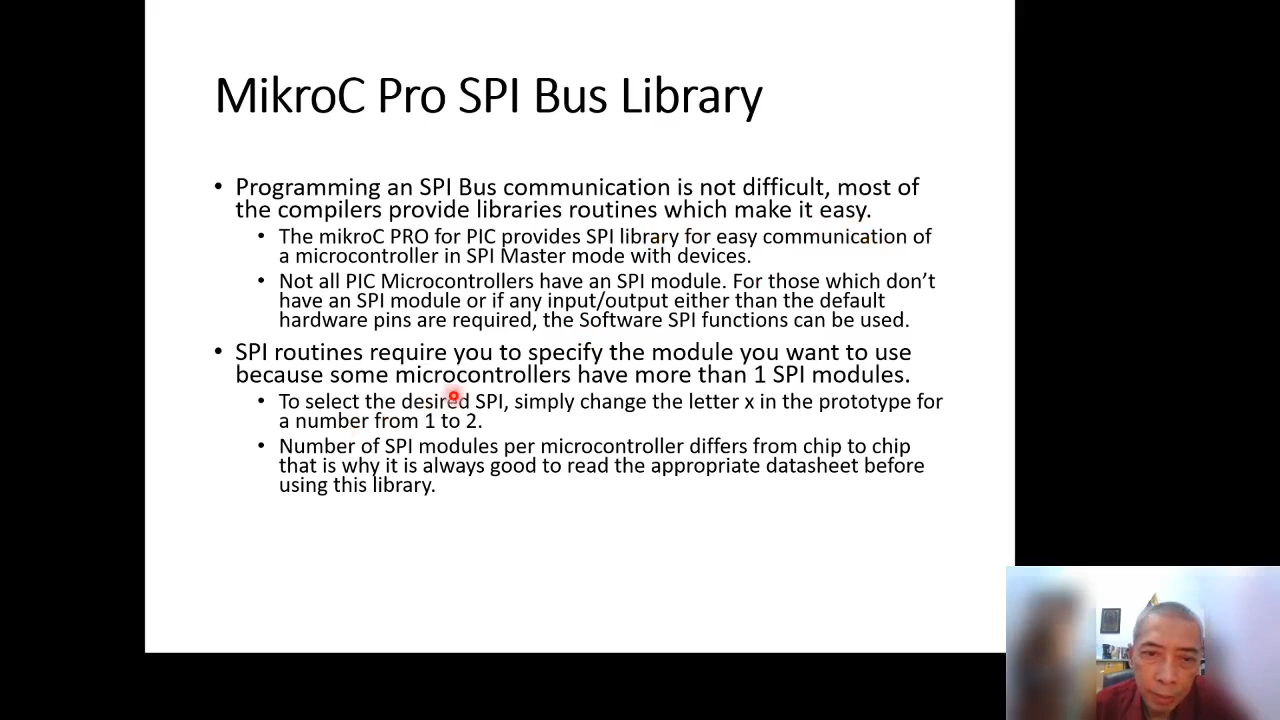 MikroC Pro SPI Bus Library
• Programming an SPI Bus communication is not difficult, most of
the compilers provide libraries routines which make it easy.
• The mikroC PRO for PIC provides SPI library for easy communication of
a microcontroller in SPI Master mode with devices.
• Not all PIC Microcontrollers have an SPI module. For those which don’t
have an SPI module or if any input/output either than the default
hardware pins are required, the Software SPI functions can be used.
• SPI routines require you to specify the module you want to use
because some microcontrollers have more than 1 SPI modules.
• To select the desired SPI, simply change the letter x in the prototype for
a number from 1 to 2.
• Number of SPI modules per microcontroller differs from chip to chip
that is why it is always good to read the appropriate datasheet before
using this library.